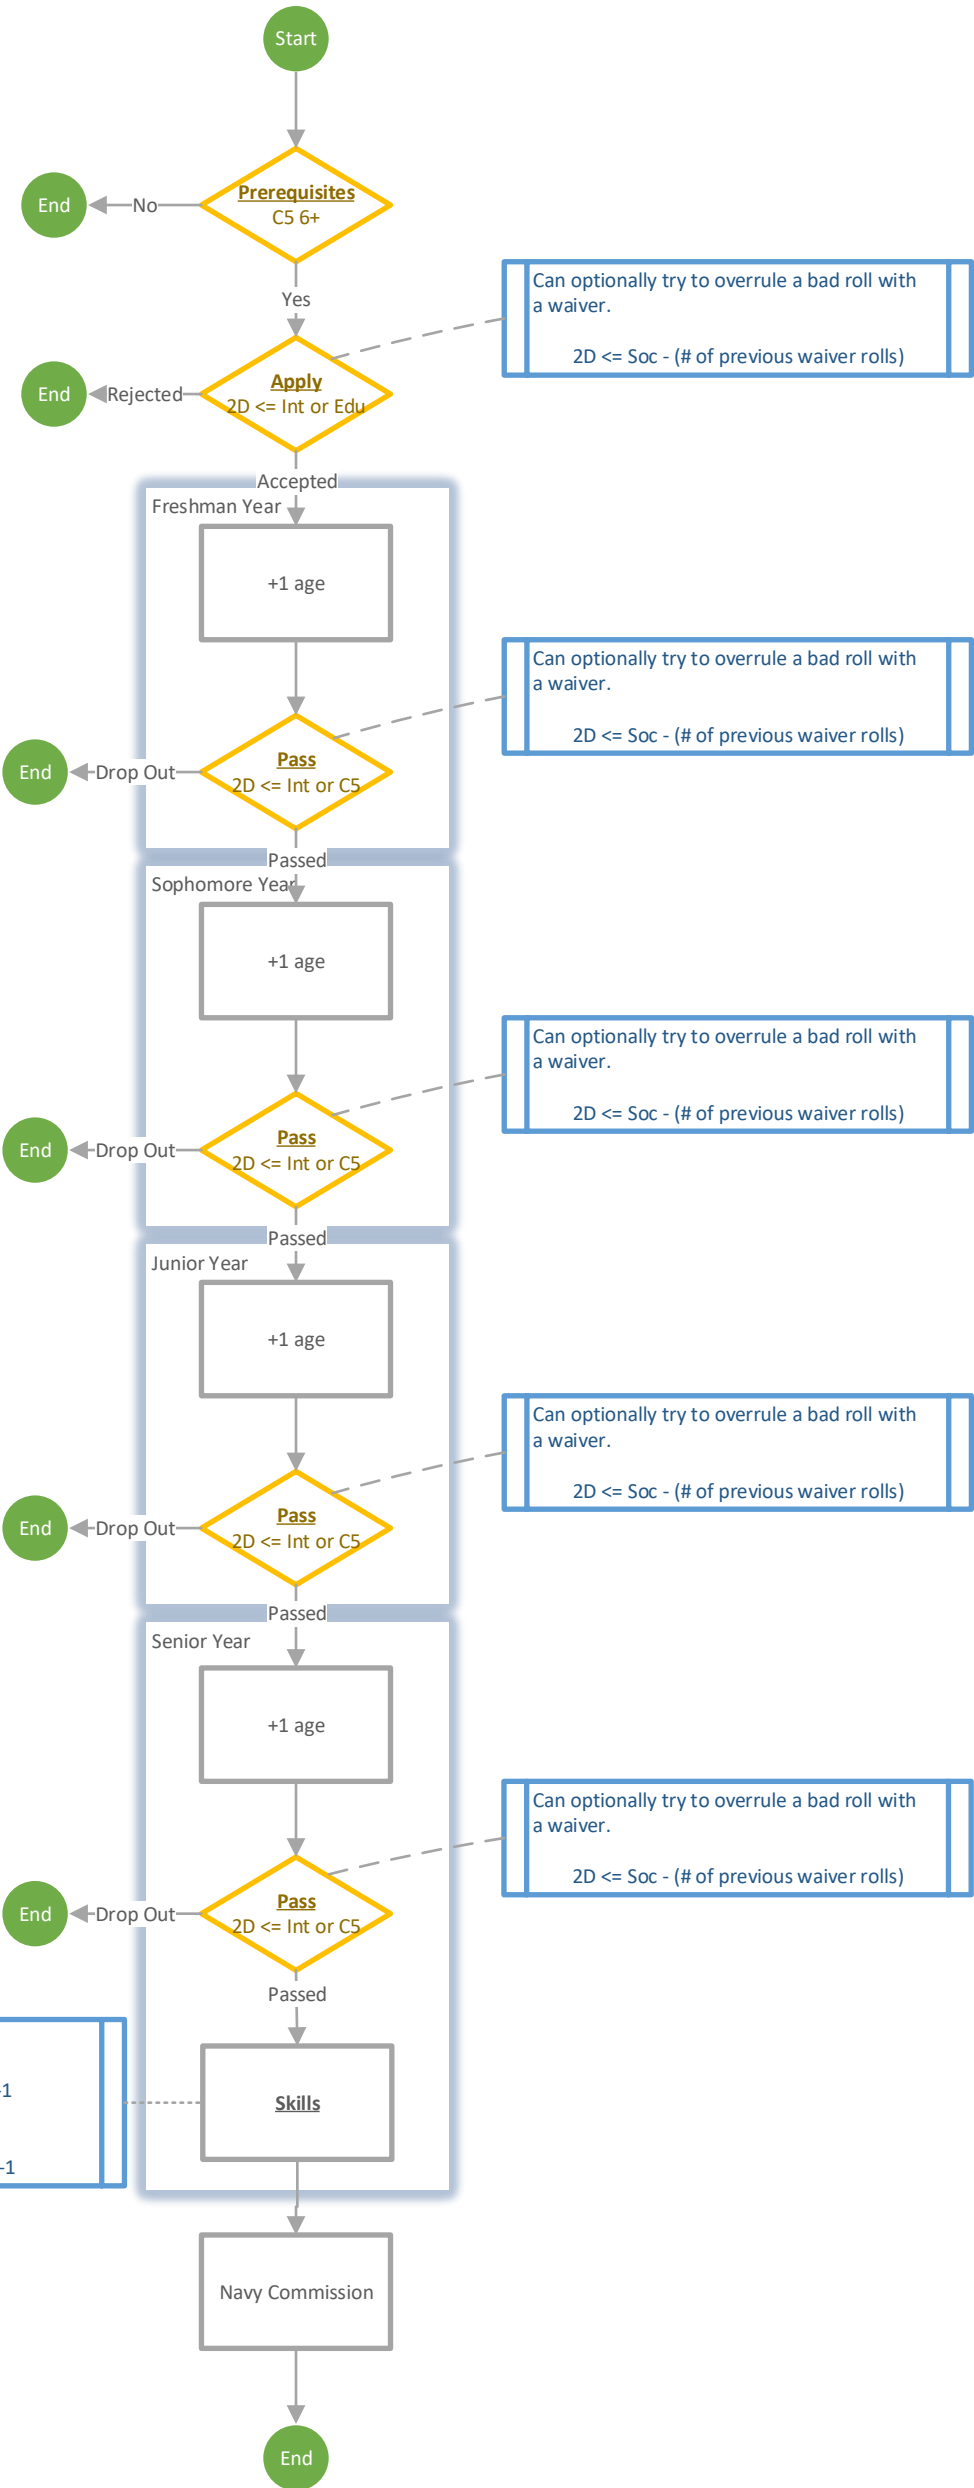 Start
Prerequisites
C5 6+
No
End
Yes
Can optionally try to overrule a bad roll with
a waiver.
2D <= Soc - (# of previous waiver rolls)
Apply
2D <= Int or Edu
Rejected
End
Accepted
Freshman Year
+1 age
Can optionally try to overrule a bad roll with
a waiver.
2D <= Soc - (# of previous waiver rolls)
Pass
2D <= Int or C5
Drop Out
End
Passed
Sophomore Year
+1 age
Can optionally try to overrule a bad roll with
a waiver.
2D <= Soc - (# of previous waiver rolls)
Pass
2D <= Int or C5
Drop Out
End
Passed
Junior Year
+1 age
Can optionally try to overrule a bad roll with
a waiver.
2D <= Soc - (# of previous waiver rolls)
Pass
2D <= Int or C5
Drop Out
End
Passed
Senior Year
+1 age
Can optionally try to overrule a bad roll with
a waiver.
2D <= Soc - (# of previous waiver rolls)
Pass
2D <= Int or C5
Drop Out
End
Passed
-1
Skills
-1
Navy Commission
End